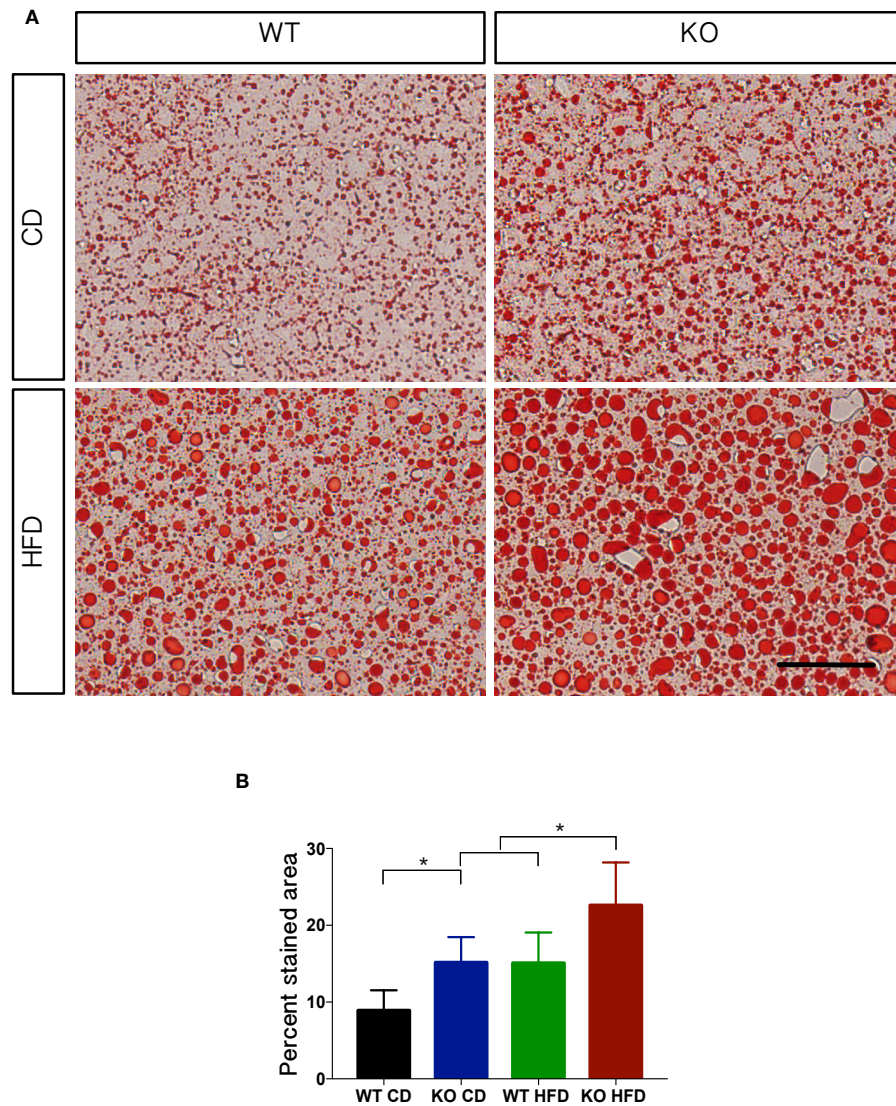 A
WT
KO
CD
HFD
B
Percent stained area
30
20
10
0
*
*
WT CD
KO CD
WT HFD
KO HFD